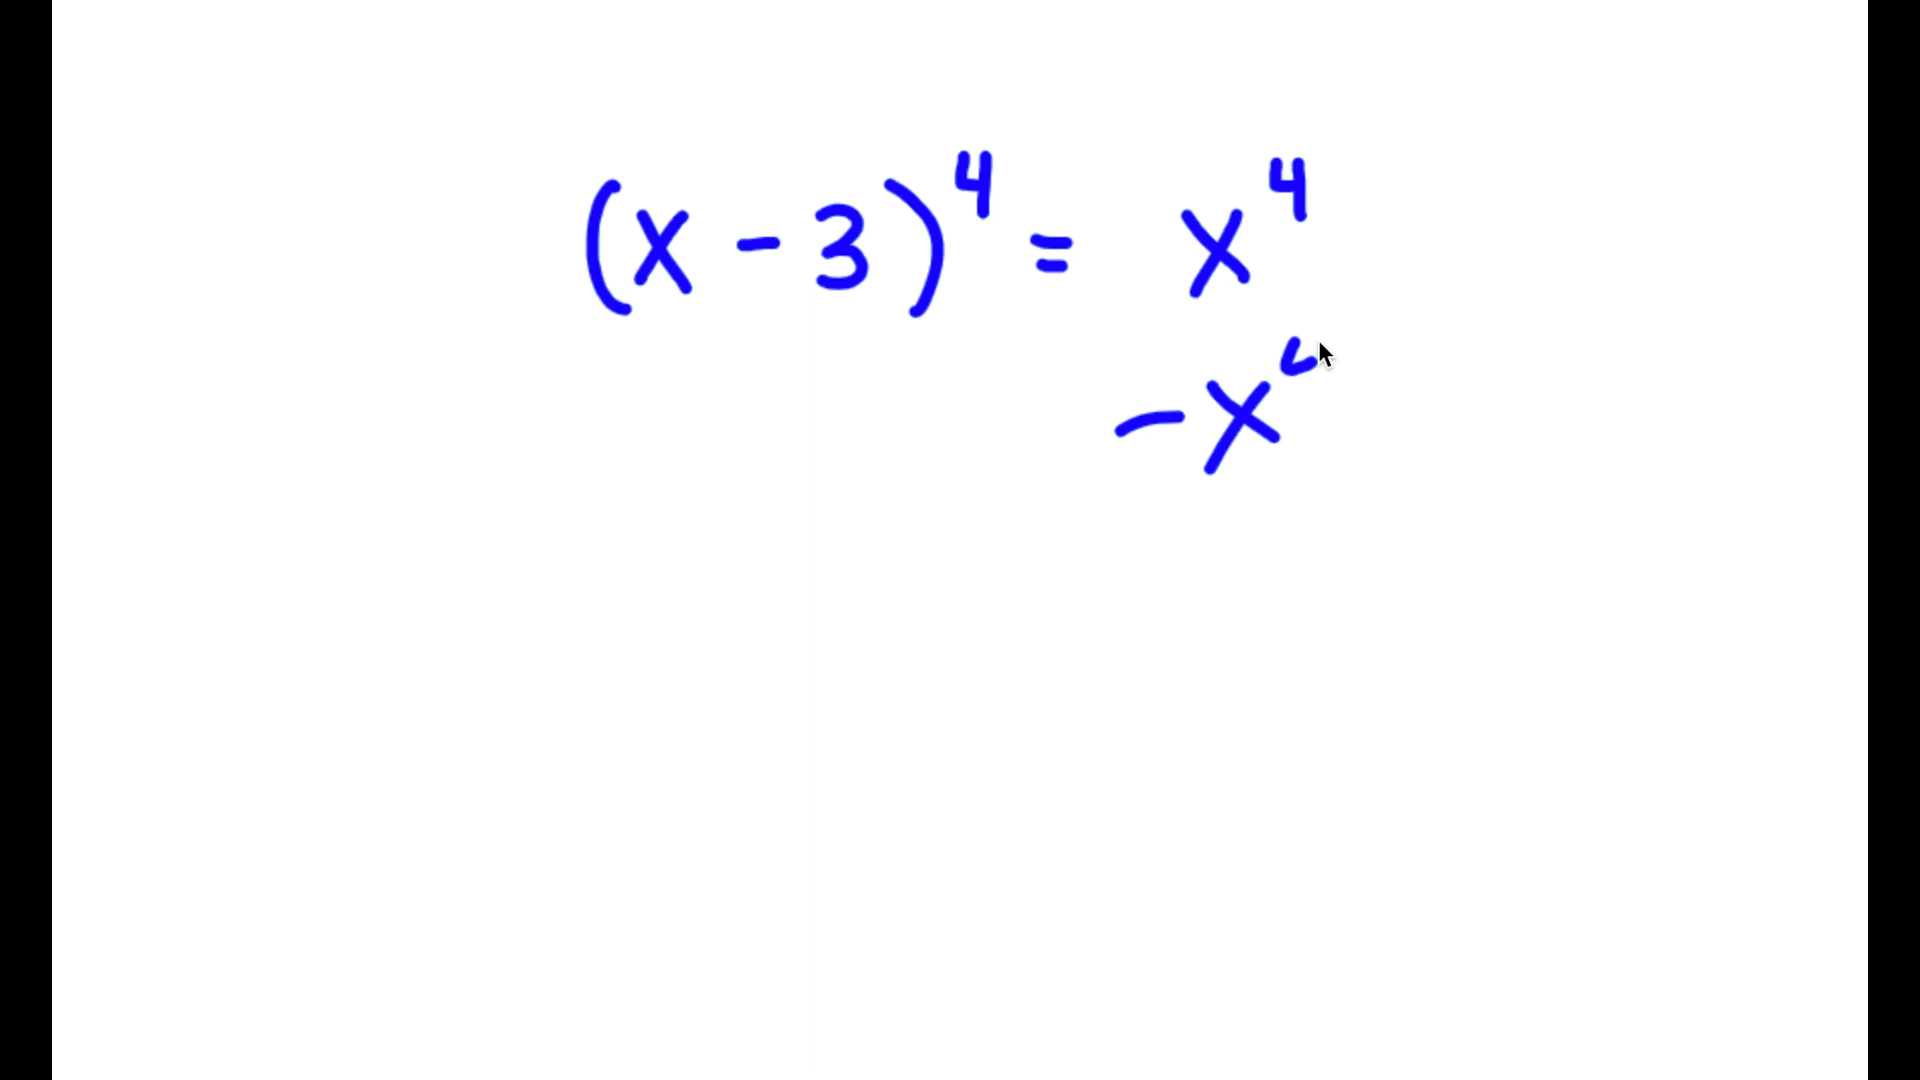 (x - 3)⁴ = x⁴
- x